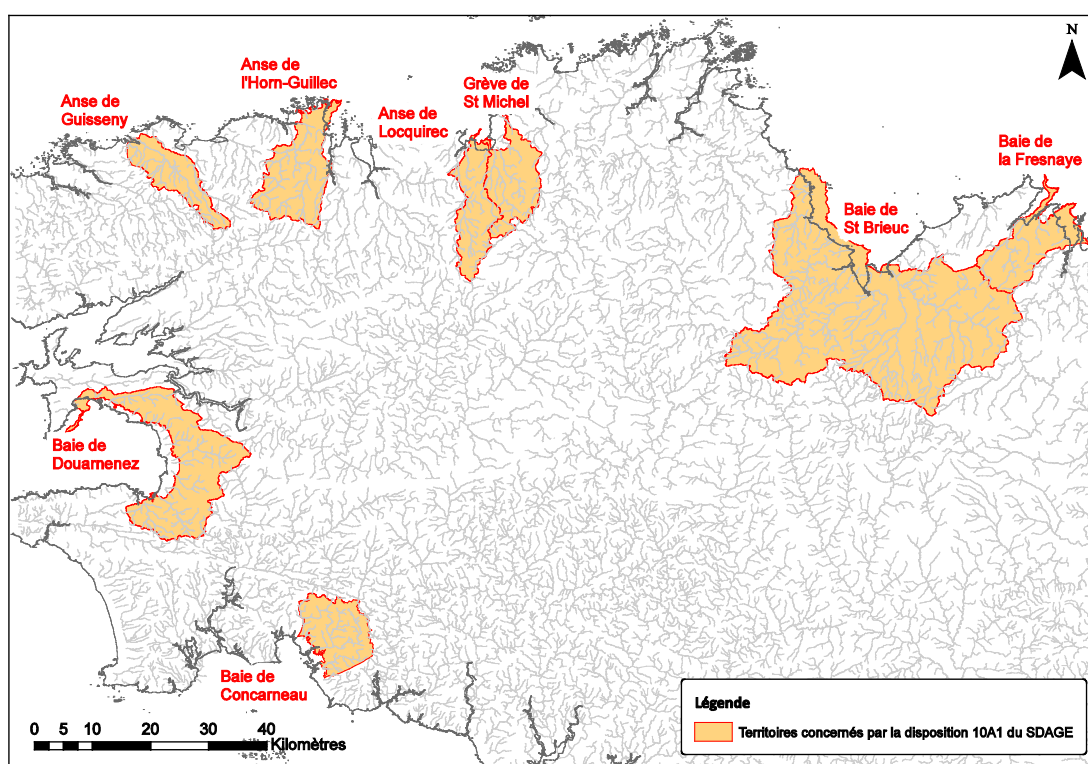 N
Anse de
l'Horn-Guillec
Anse de
Guisseny
Anse de
Locquirec
Grève de
St Michel
Baie de
la Fresnaye
Baie de
St Brieuc
Baie de
Douarnenez
Baie de
Concarneau
0 5 10 20 30 40
Kilomètres
Légende
Territoires concernés par la disposition 10A1 du SDAGE